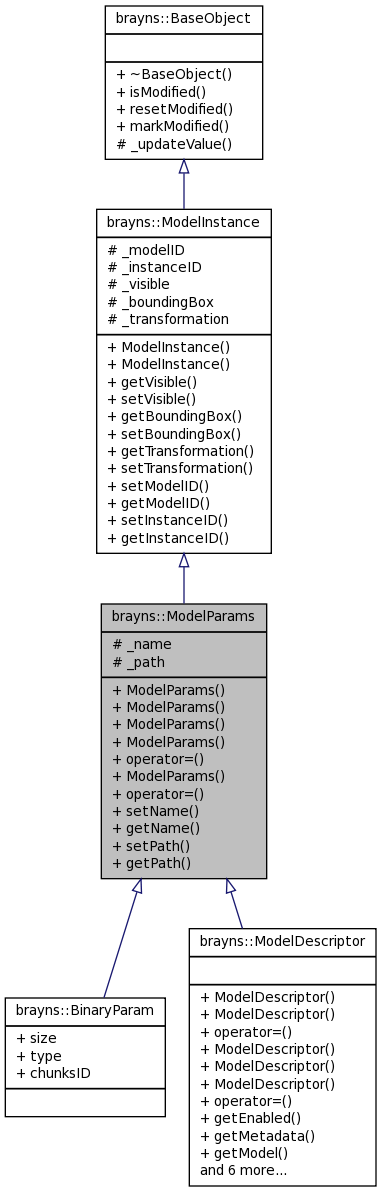 brayns::BaseObject
+ ~BaseObject()
+ isModified()
+ resetModified()
+ markModified()
# _updateValue()
brayns::ModelInstance
# _modelID
# _instanceID
# _visible
# _boundingBox
# _transformation
+ ModelInstance()
+ ModelInstance()
+ getVisible()
+ setVisible()
+ getBoundingBox()
+ setBoundingBox()
+ getTransformation()
+ setTransformation()
+ setModelID()
+ getModelID()
+ setInstanceID()
+ getInstanceID()
brayns::ModelParams
# _name
# _path
+ ModelParams()
+ ModelParams()
+ ModelParams()
+ ModelParams()
+ operator=()
+ ModelParams()
+ operator=()
+ setName()
+ getName()
+ setPath()
+ getPath()
brayns::BinaryParam
+ size
+ type
+ chunksID
brayns::ModelDescriptor
+ ModelDescriptor()
+ ModelDescriptor()
+ operator=()
+ ModelDescriptor()
+ ModelDescriptor()
+ ModelDescriptor()
+ operator=()
+ getEnabled()
+ getMetadata()
+ getModel()
and 6 more...